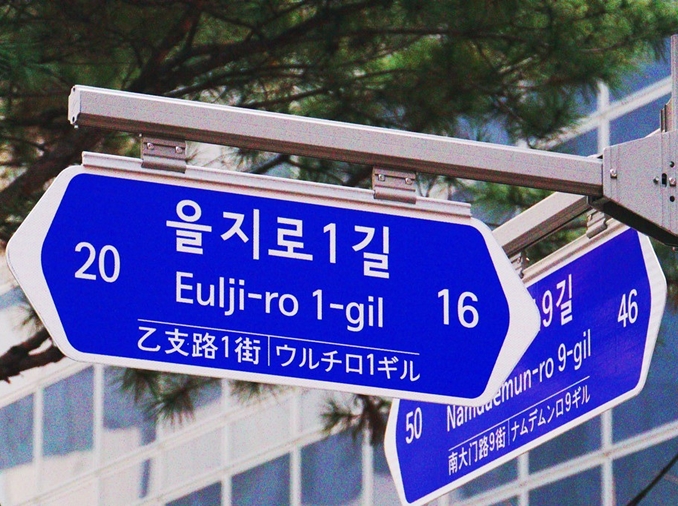 을지로1길
20
Eulji-ro 1-gil
16
乙支路1街 ウルチロ1ギル
9길
46
Namdaemun-ro 9-gil
50
南大门路9街 ナムデムンロ9ギル